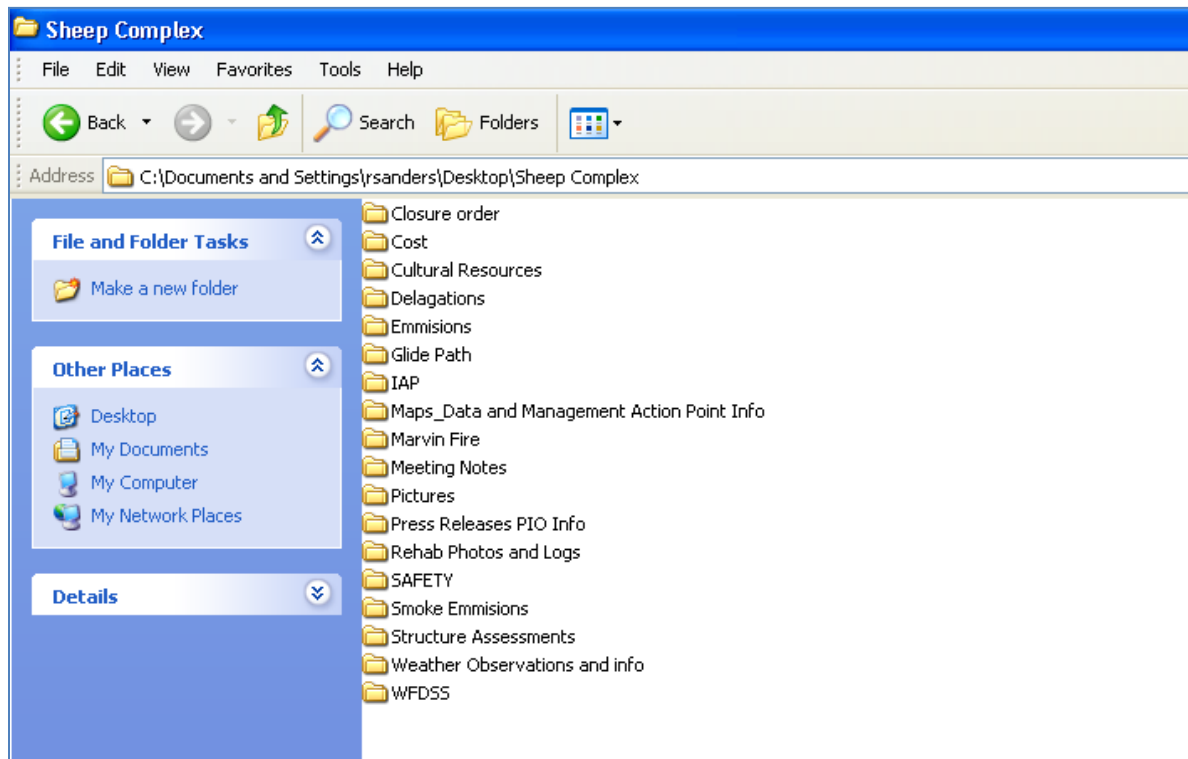 Sheep Complex
File Edit View Favorites Tools Help
Back Search Folders
Address C:\Documents and Settings\rsanders\Desktop\Sheep Complex
File and Folder Tasks
Make a new folder
Other Places
Desktop
My Documents
My Computer
My Network Places
Details
Closure order
Cost
Cultural Resources
Delagations
Emmisions
Glide Path
IAP
Maps_Data and Management Action Point Info
Marvin Fire
Meeting Notes
Pictures
Press Releases PIO Info
Rehab Photos and Logs
SAFETY
Smoke Emmisions
Structure Assessments
Weather Observations and info
WFDSS